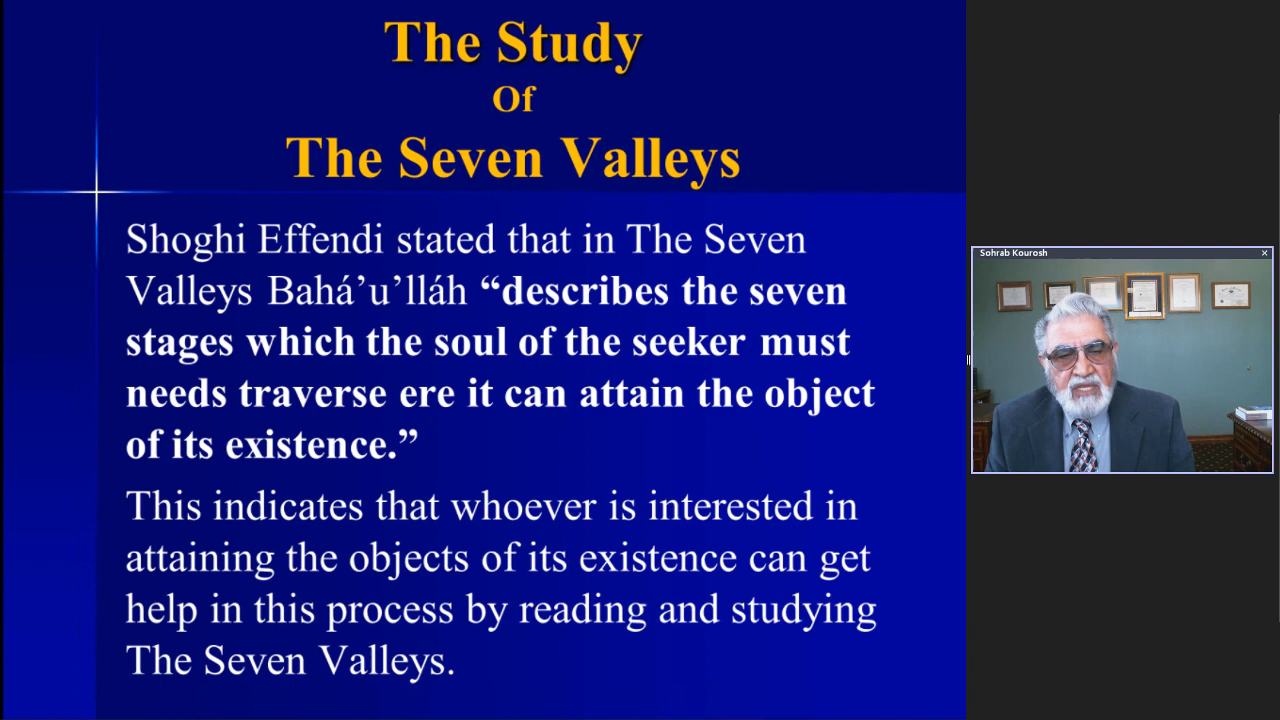 The Study
Of
The Seven Valleys
Shoghi Effendi stated that in The Seven
Valleys Bahá’u’lláh “describes the seven
stages which the soul of the seeker must
needs traverse ere it can attain the object
of its existence.”
This indicates that whoever is interested in
attaining the objects of its existence can get
help in this process by reading and studying
The Seven Valleys.
Sohrab Kourosh